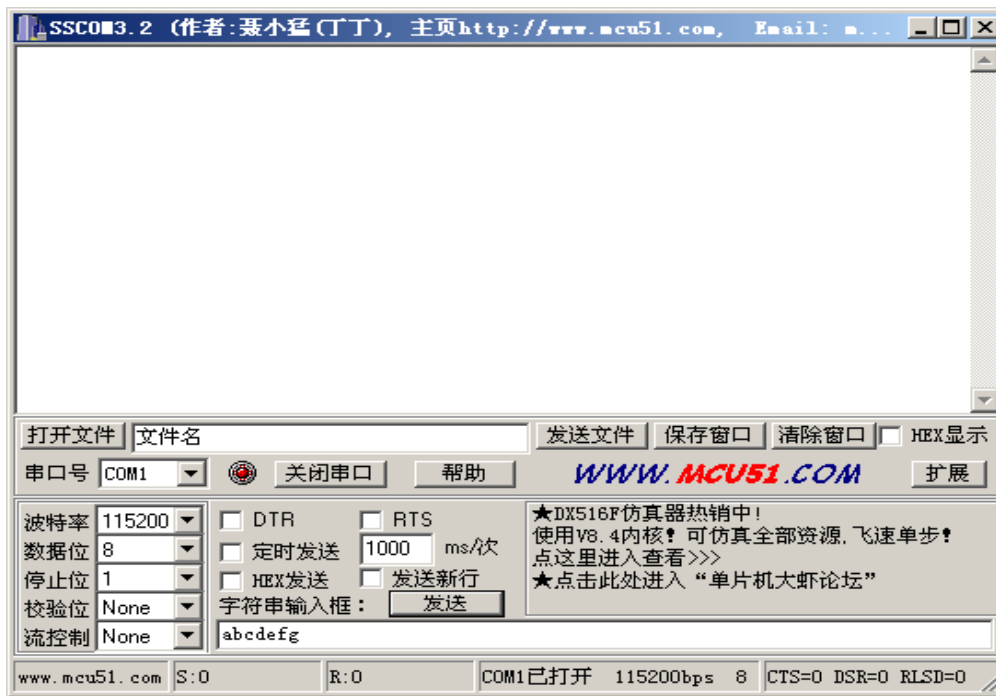 SSCOM3.2 (作者:聂小猛(丁丁), 主页http://www.mcu51.com, Email: m...
打开文件 文件名 发送文件 保存窗口 清除窗口 HEX显示
串口号 COM1 关闭串口 帮助 WWW.MCU51.COM 扩展
波特率 115200 DTR RTS
数据位 8 定时发送 1000 ms/次
停止位 1 HEX发送 发送新行
校验位 None 字符串输入框: 发送
流控制 None abcdefg
★DX516F仿真器热销中!
使用V8.4内核! 可仿真全部资源,飞速单步!
点这里进入查看>>>
★点击此处进入“单片机大虾论坛”
www.mcu51.com S:0 R:0 COM1已打开 115200bps 8 CTS=0 DSR=0 RLSD=0